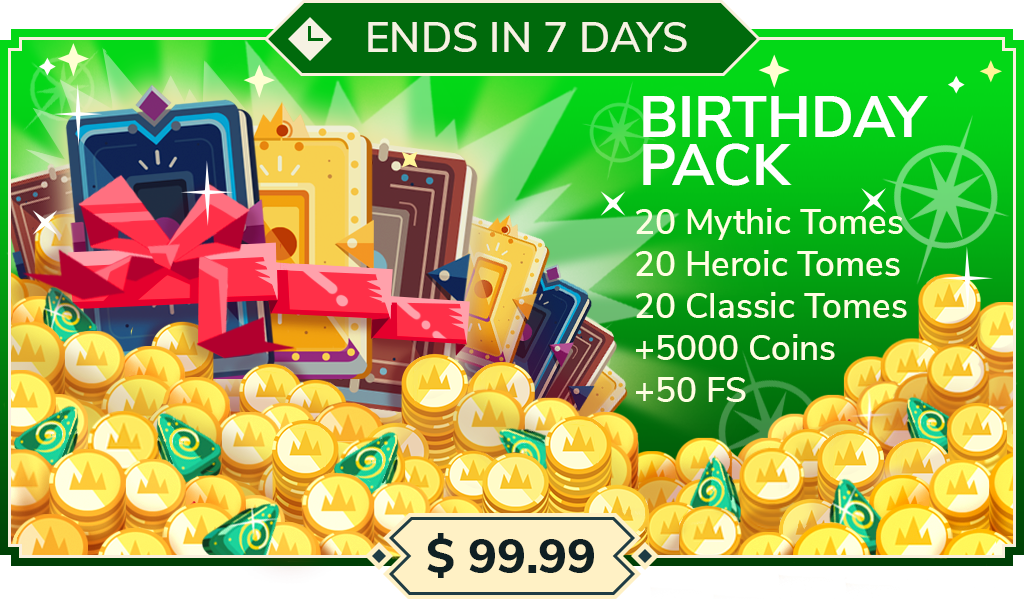 ENDS IN 7 DAYS
BIRTHDAY
PACK
20 Mythic Tomes
20 Heroic Tomes
20 Classic Tomes
+5000 Coins
+50 FS
$ 99.99